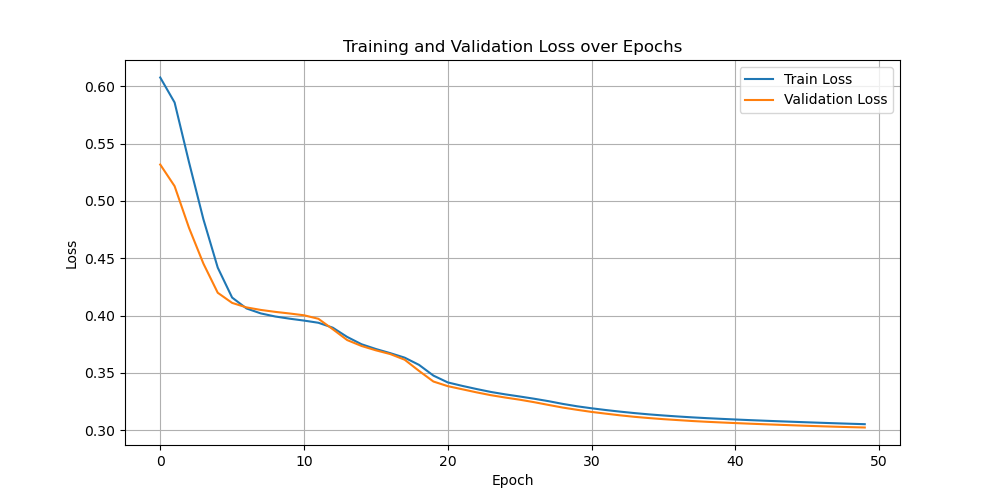 Training and Validation Loss over Epochs
Train Loss
Validation Loss
Loss
0.60
0.55
0.50
0.45
0.40
0.35
0.30
0 10 20 30 40 50
Epoch